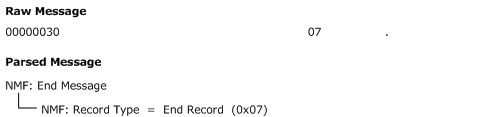 Raw Message
00000030 07 .
Parsed Message
NMF: End Message
NMF: Record Type = End Record (0x07)